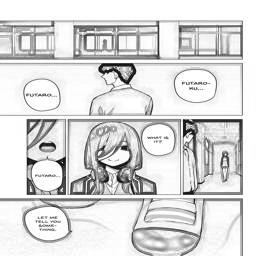 FUTARO...
FUTARO-
KU...
FUTARO...
WHAT IS
IT?
LET ME
TELL YOU
SOME-
THING.